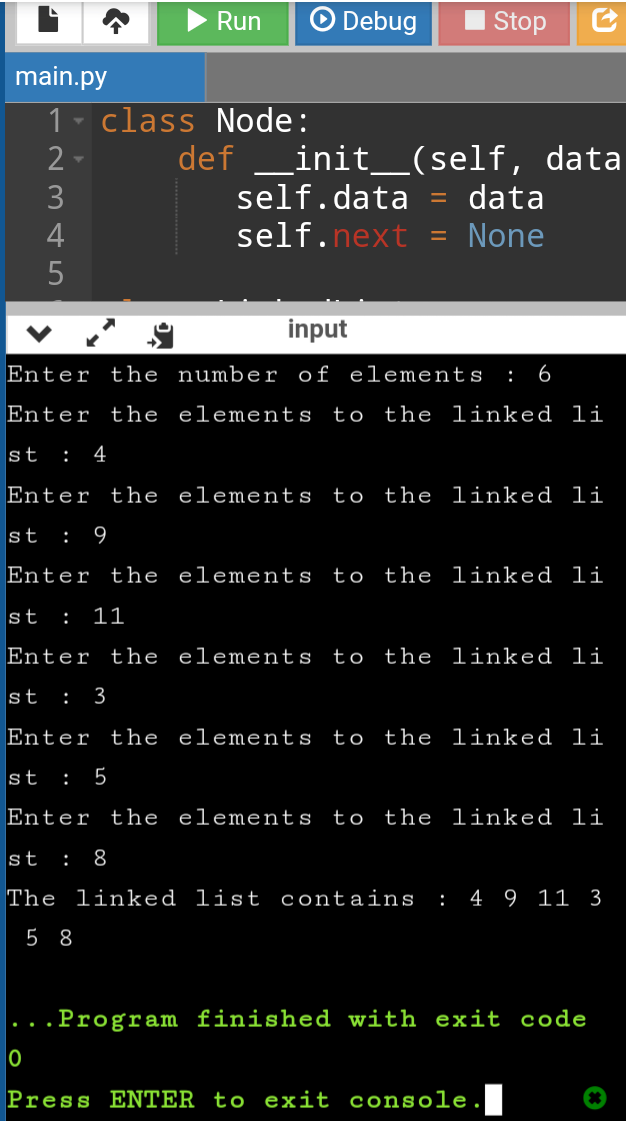 Run Debug Stop
main.py
1 class Node:
2 def __init__(self, data
3 self.data = data
4 self.next = None
5
input
Enter the number of elements : 6
Enter the elements to the linked li
st : 4
Enter the elements to the linked li
st : 9
Enter the elements to the linked li
st : 11
Enter the elements to the linked li
st : 3
Enter the elements to the linked li
st : 5
Enter the elements to the linked li
st : 8
The linked list contains : 4 9 11 3
5 8
...Program finished with exit code
0
Press ENTER to exit console.